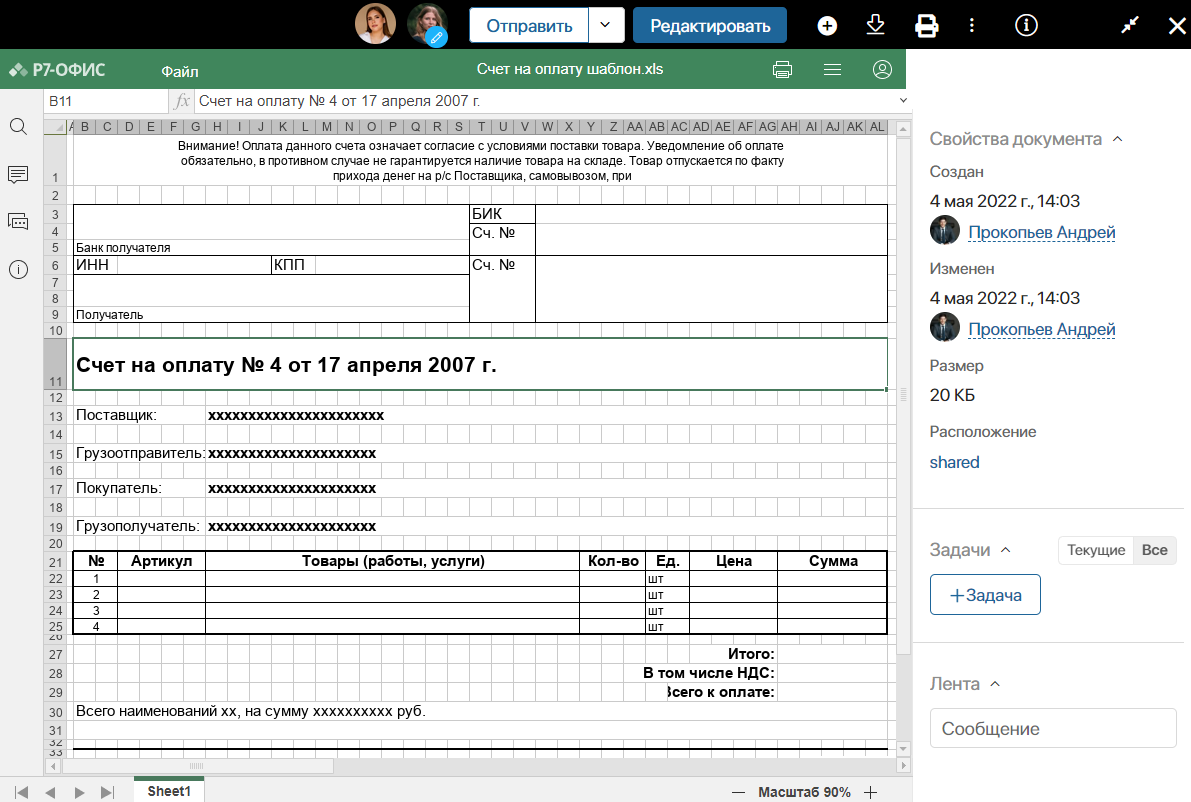 Отправить
Редактировать
Р7-ОФИС
Файл
Счет на оплату шаблон.xls
B11
fx
Счет на оплату № 4 от 17 апреля 2007 г.
A B C D E F G H I J K L M N O P Q R S T U V W X Y Z AA AB AC AD AE AF AG AH AI AJ AK AL
Внимание! Оплата данного счета означает согласие с условиями поставки товара. Уведомление об оплате
обязательно, в противном случае не гарантируется наличие товара на складе. Товар отпускается по факту
1 прихода денег на р/с Поставщика, самовывозом, при
2
3 БИК
4 Сч. №
5 Банк получателя
6 ИНН КПП Сч. №
7
8
9 Получатель
10
11 Счет на оплату № 4 от 17 апреля 2007 г.
12
13 Поставщик: xxxxxxxxxxxxxxxxxxxxxx
14
15 Грузоотправитель: xxxxxxxxxxxxxxxxxxxxx
16
17 Покупатель: xxxxxxxxxxxxxxxxxxxxx
18
19 Грузополучатель: xxxxxxxxxxxxxxxxxxxxx
20
21 № Артикул Товары (работы, услуги) Кол-во Ед. Цена Сумма
22 1 шт
23 2 шт
24 3 шт
25 4 шт
26
27 Итого:
28 В том числе НДС:
29 Всего к оплате:
30 Всего наименований xx, на сумму xxxxxxxxxx руб.
31
32
33
Sheet1
Масштаб 90%
Свойства документа
Создан
4 мая 2022 г., 14:03
Прокопьев Андрей
Изменен
4 мая 2022 г., 14:03
Прокопьев Андрей
Размер
20 КБ
Расположение
shared
Задачи
Текущие Все
+Задача
Лента
Сообщение